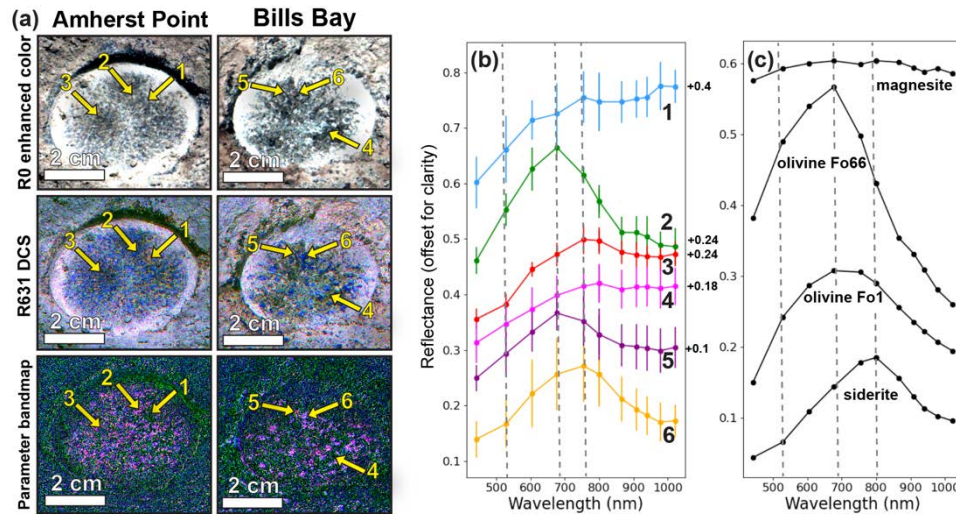 (a) Amherst Point Bills Bay
R0 enhanced color
3 2 1
2 cm
5 6
4
2 cm
R631 DCS
3 2 1
2 cm
5 6
4
2 cm
Parameter bandmap
3 2 1
2 cm
5 6
4
2 cm
(b)
Reflectance (offset for clarity)
0.8
0.7
0.6
0.5
0.4
0.3
0.2
0.1
+0.4
1
2
+0.24
3
+0.24
4
+0.18
5
+0.1
6
500 600 700 800 900 1000
Wavelength (nm)
(c)
0.6
0.5
0.4
0.3
0.2
0.1
magnesite
olivine Fo66
olivine Fo1
siderite
500 600 700 800 900 1000
Wavelength (nm)